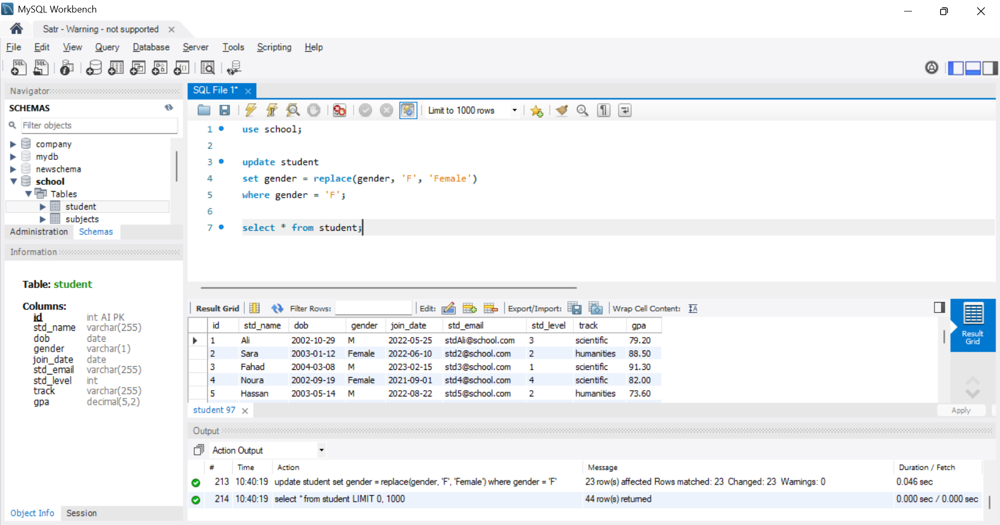 MySQL Workbench
Satr - Warning - not supported
File Edit View Query Database Server Tools Scripting Help
Navigator
SCHEMAS
Filter objects
company
mydb
newschema
school
Tables
student
subjects
Administration Schemas
Information
Table: student
Columns:
id int AI PK
std_name varchar(255)
dob date
gender varchar(1)
join_date date
std_email varchar(255)
std_level int
track varchar(255)
gpa decimal(5,2)
Object Info Session
SQL File 1*
Limit to 1000 rows
1 use school;
2
3 update student
4 set gender = replace(gender, 'F', 'Female')
5 where gender = 'F';
6
7 select * from student;
Result Grid Filter Rows: Edit: Export/Import: Wrap Cell Content:
id std_name dob gender join_date std_email std_level track gpa
1 Ali 2002-10-29 M 2022-05-25 stdAli@school.com 3 scientific 79.20
2 Sara 2003-01-12 Female 2022-06-10 std2@school.com 2 humanities 88.50
3 Fahad 2004-03-08 M 2023-02-15 std3@school.com 1 scientific 91.30
4 Noura 2002-09-19 Female 2021-09-01 std4@school.com 4 scientific 82.00
5 Hassan 2003-05-14 M 2022-08-22 std5@school.com 2 humanities 73.60
Result
Grid
student 97
Apply
Output
Action Output
# Time Action Message Duration / Fetch
213 10:40:19 update student set gender = replace(gender, 'F', 'Female') where gender = 'F' 23 row(s) affected Rows matched: 23 Changed: 23 Warnings: 0 0.046 sec
214 10:40:19 select * from student LIMIT 0, 1000 44 row(s) returned 0.000 sec / 0.000 sec